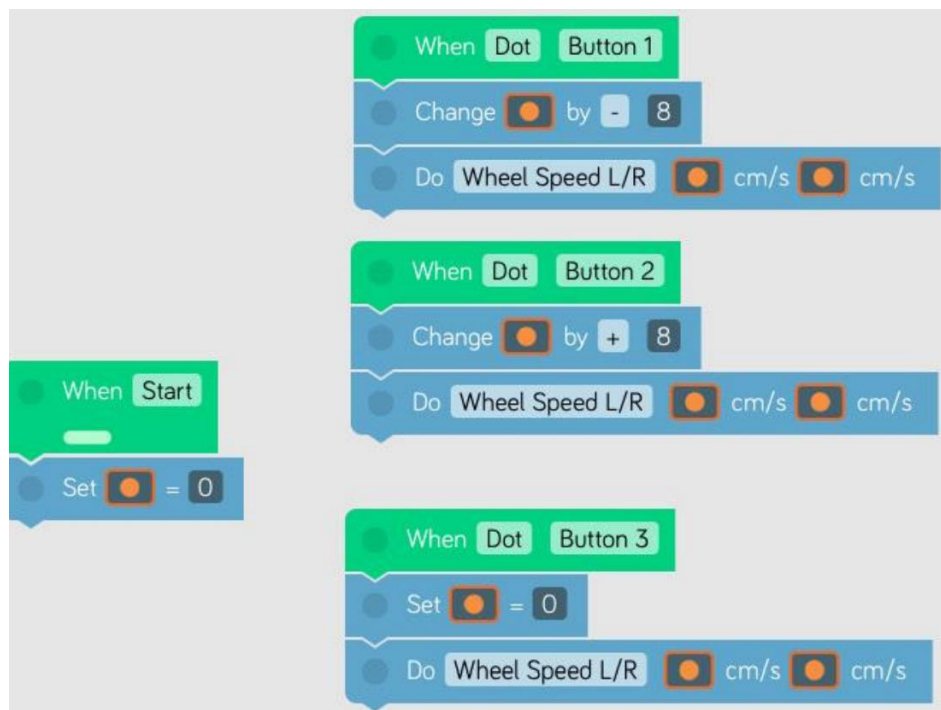 When Dot Button 1
Change by - 8
Do Wheel Speed L/R cm/s cm/s
When Dot Button 2
Change by + 8
Do Wheel Speed L/R cm/s cm/s
When Start
Set = 0
When Dot Button 3
Set = 0
Do Wheel Speed L/R cm/s cm/s